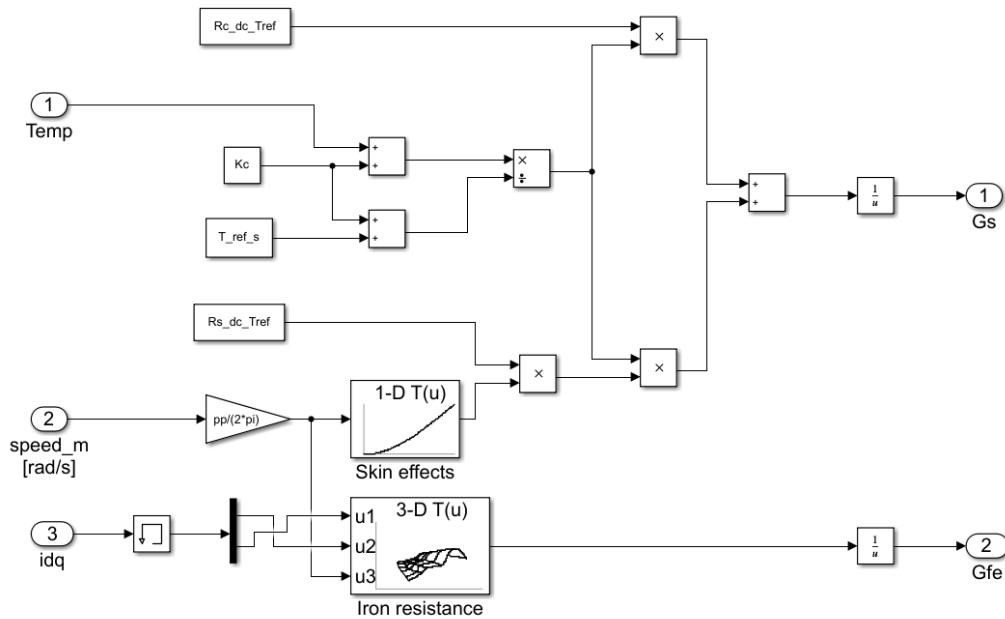 Rc_dc_Tref
×
1
Temp
+
+
Kc
×
÷
+
+
T_ref_s
+
+
1
u
1
Gs
Rs_dc_Tref
×
×
1-D T(u)
2
speed_m
[rad/s]
pp/(2*pi)
Skin effects
3
idq
u1
u2
u3
3-D T(u)
Iron resistance
1
u
2
Gfe